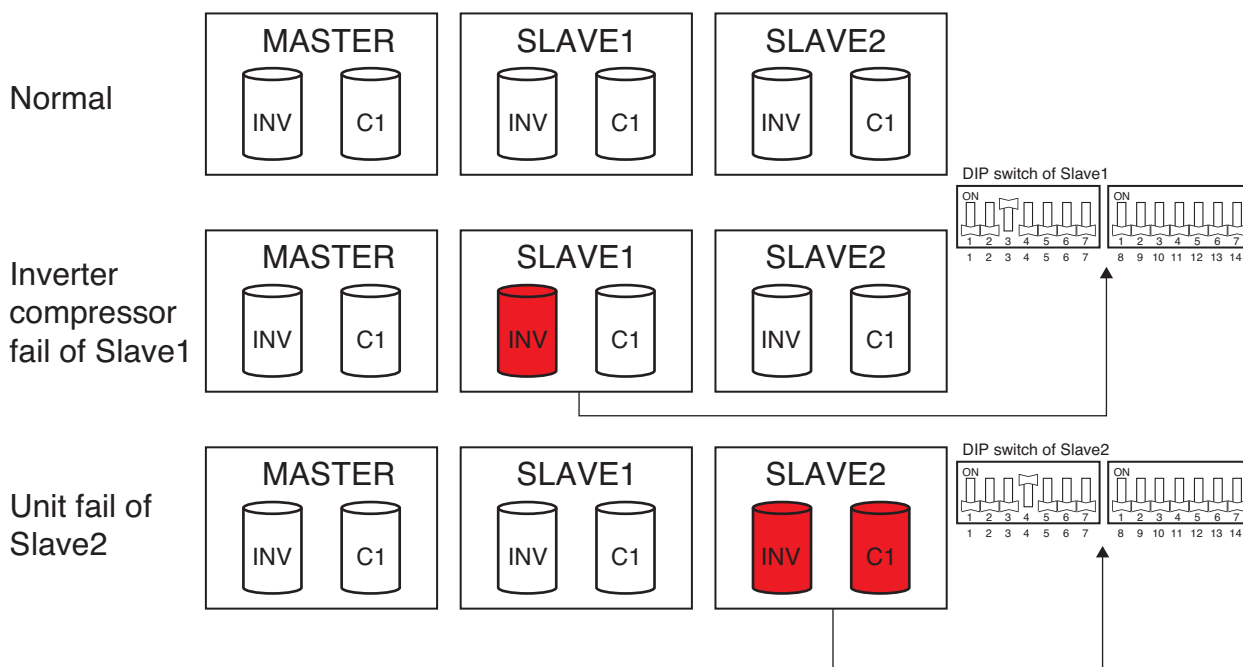 Normal
MASTER
INV C1
SLAVE1
INV C1
SLAVE2
INV C1
DIP switch of Slave1
ON
1 2 3 4 5 6 7
1 2 3 4 5 6 7
ON
1 2 3 4 5 6 7
8 9 10 11 12 13 14
Inverter
compressor
fail of Slave1
MASTER
INV C1
SLAVE1
INV C1
SLAVE2
INV C1
DIP switch of Slave2
ON
1 2 3 4 5 6 7
1 2 3 4 5 6 7
ON
1 2 3 4 5 6 7
8 9 10 11 12 13 14
Unit fail of
Slave2
MASTER
INV C1
SLAVE1
INV C1
SLAVE2
INV C1